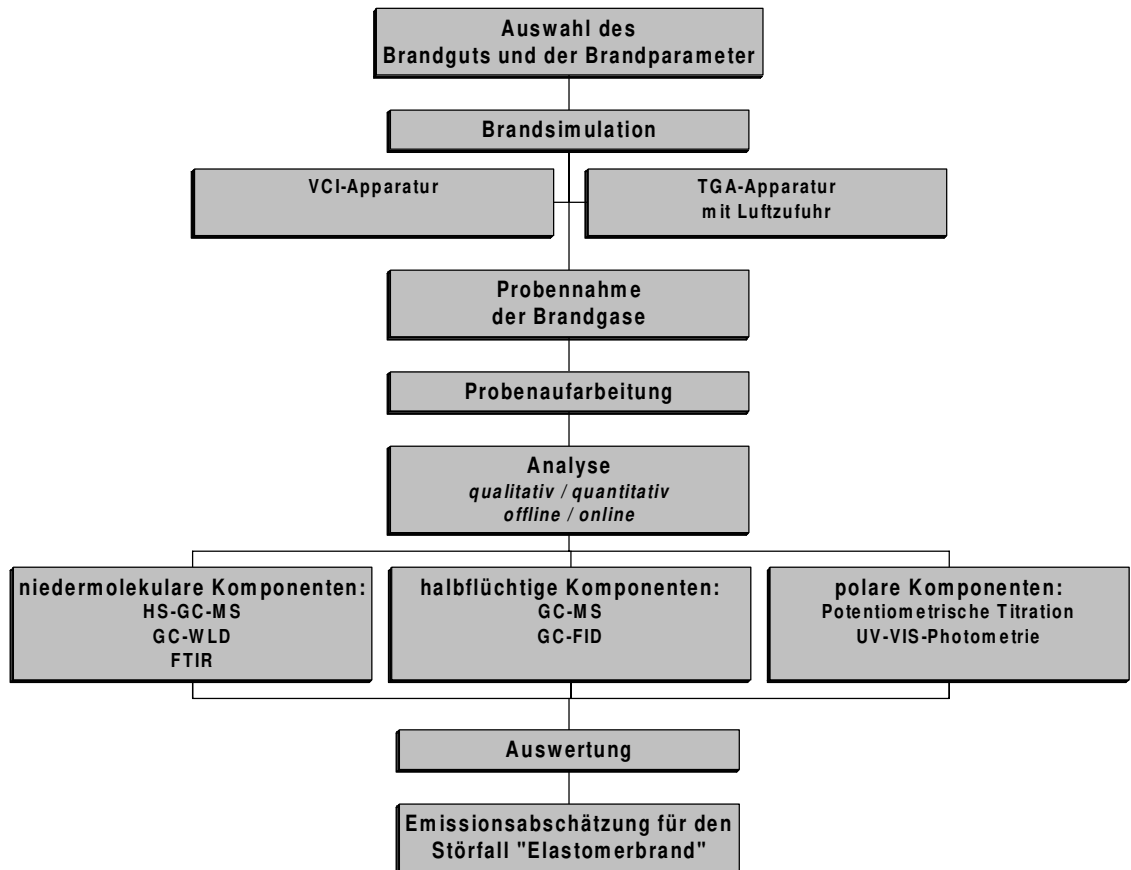 Auswahl des
Brandguts und der Brandparameter
Brandsimulation
VCI-Apparatur
TGA-Apparatur
mit Luftzufuhr
Probennahme
der Brandgase
Probenaufarbeitung
Analyse
qualitativ / quantitativ
offline / online
niedermolekulare Komponenten:
HS-GC-MS
GC-WLD
FTIR
halbflüchtige Komponenten:
GC-MS
GC-FID
polare Komponenten:
Potentiometrische Titration
UV-VIS-Photometrie
Auswertung
Emissionsabschätzung für den
Störfall "Elastomerbrand"